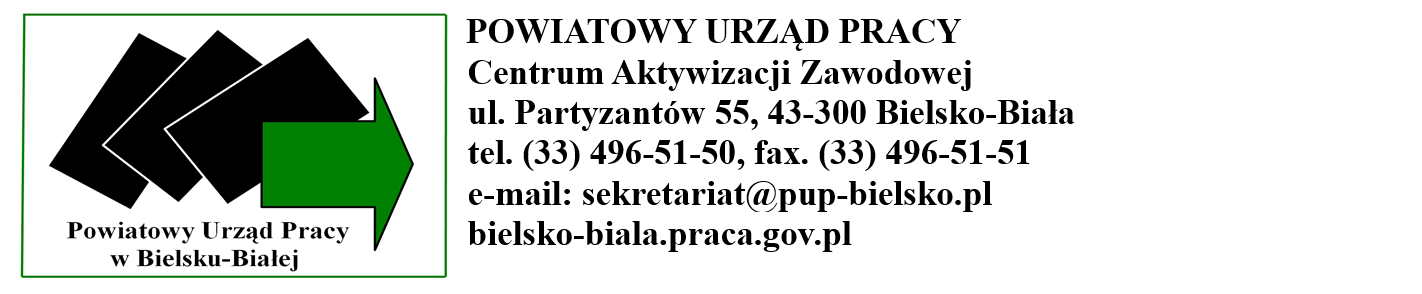 Powiatowy Urząd Pracy
w Bielsku-Białej
POWIATOWY URZĄD PRACY
Centrum Aktywizacji Zawodowej
ul. Partyzantów 55, 43-300 Bielsko-Biała
tel. (33) 496-51-50, fax. (33) 496-51-51
e-mail: sekretariat@pup-bielsko.pl
bielsko-biala.praca.gov.pl